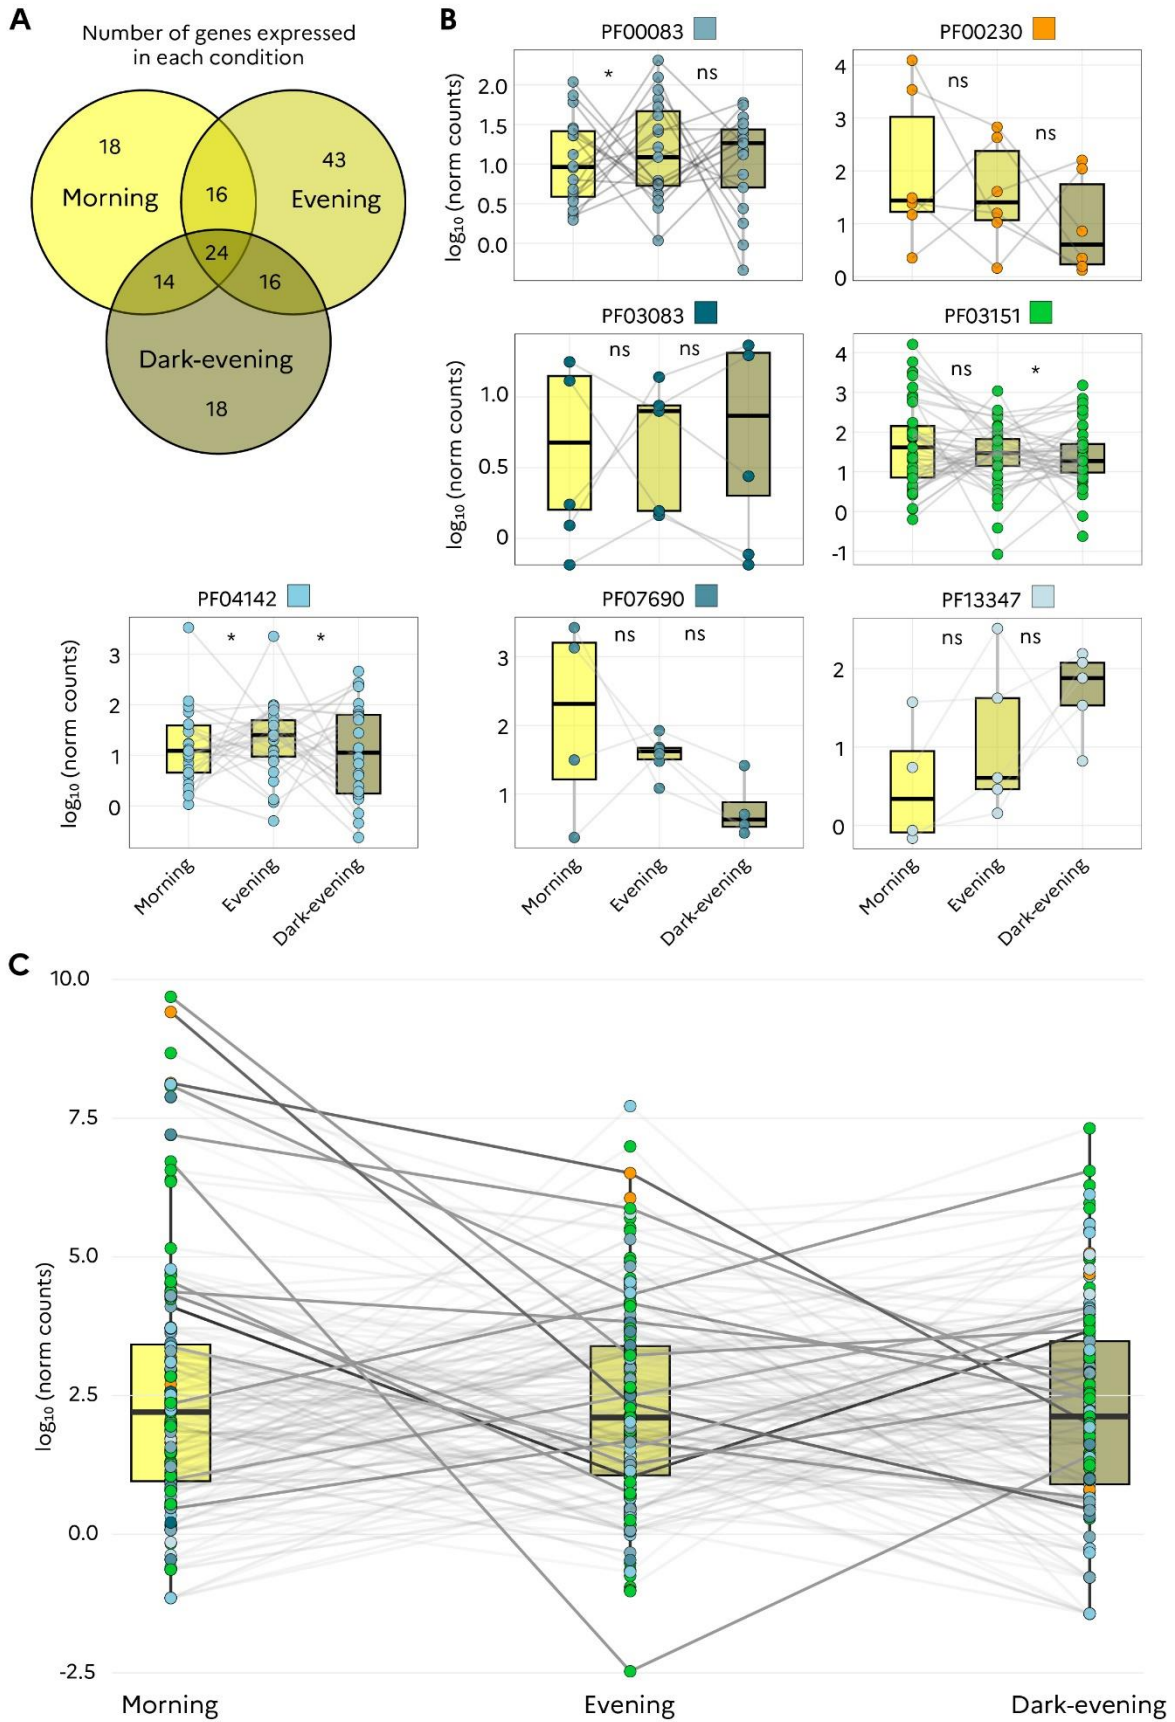 A
Number of genes expressed
in each condition
18
43
Morning
16
Evening
24
14
16
Dark-evening
18
B
PF00083
log₁₀ (norm counts)
2.0
1.5
1.0
0.5
0.0
*
ns
PF00230
4
3
2
1
0
ns
ns
PF03083
log₁₀ (norm counts)
1.0
0.5
0
ns
ns
PF03151
4
3
2
1
0
-1
ns
*
PF04142
log₁₀ (norm counts)
3
2
1
0
*
*
Morning
Evening
Dark-evening
PF07690
3
2
1
ns
ns
Morning
Evening
Dark-evening
PF13347
2
1
0
ns
ns
Morning
Evening
Dark-evening
C
log₁₀ (norm counts)
10.0
7.5
5.0
2.5
0.0
-2.5
Morning
Evening
Dark-evening